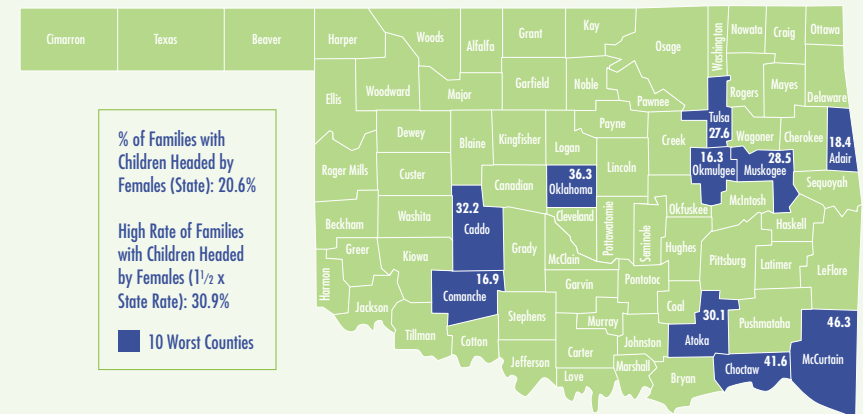 Cimarron
Texas
Beaver
Harper
Woods
Alfalfa
Grant
Kay
Osage
Washington
Nowata
Craig
Ottawa
Ellis
Woodward
Major
Garfield
Noble
Pawnee
Rogers
Mayes
Delaware
% of Families with
Children Headed by
Females (State): 20.6%
High Rate of Families
with Children Headed
by Females (1 1/2 x
State Rate): 30.9%
10 Worst Counties
Dewey
Blaine
Kingfisher
Logan
Payne
Creek
Tulsa
27.6
Wagoner
Cherokee
18.4
Adair
Roger Mills
Custer
Canadian
36.3
Oklahoma
Lincoln
16.3
Okmulgee
28.5
Muskogee
Sequoyah
Beckham
Washita
32.2
Caddo
Grady
Cleveland
McClain
Pottawatomie
Seminole
Okfuskee
McIntosh
Haskell
Hughes
Pittsburg
Latimer
LeFlore
Harmon
Greer
Kiowa
16.9
Comanche
Garvin
Pontotoc
Coal
30.1
Atoka
Pushmataha
46.3
McCurtain
Jackson
Tillman
Cotton
Stephens
Murray
Johnston
Jefferson
Carter
Love
Marshall
Bryan
41.6
Choctaw